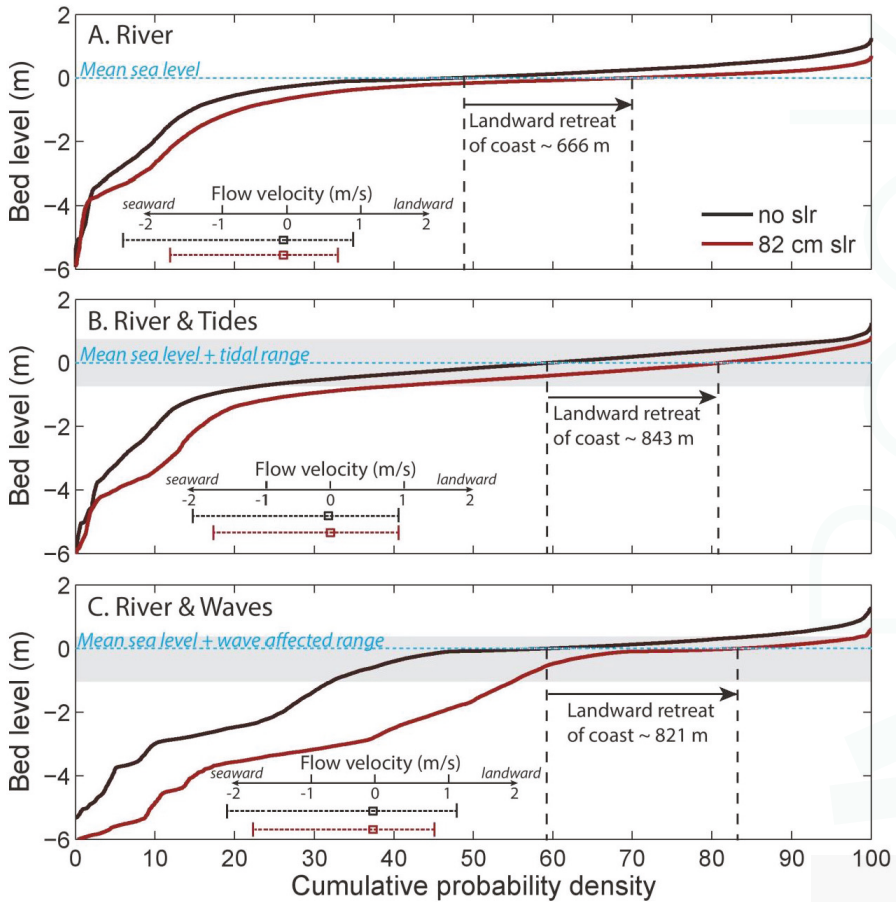 A. River
Mean sea level
Bed level (m)
2
0
−2
−4
−6
Landward retreat
of coast ~ 666 m
Flow velocity (m/s)
seaward
landward
-2
-1
0
1
2
no slr
82 cm slr
B. River & Tides
Mean sea level + tidal range
Bed level (m)
2
0
−2
−4
−6
Landward retreat
of coast ~ 843 m
Flow velocity (m/s)
seaward
landward
-2
-1
0
1
2
C. River & Waves
Mean sea level + wave affected range
Bed level (m)
2
0
−2
−4
−6
Landward retreat
of coast ~ 821 m
Flow velocity (m/s)
seaward
landward
-2
-1
0
1
2
0
10
20
30
40
50
60
70
80
90
100
Cumulative probability density